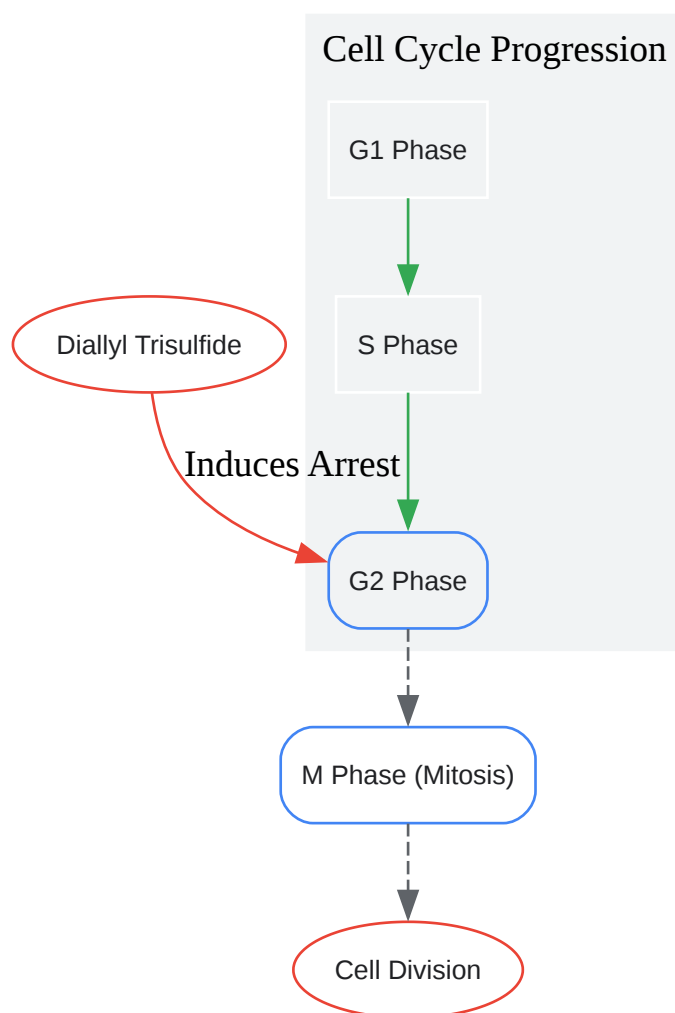 Cell Cycle Progression
G1 Phase
Diallyl Trisulfide
S Phase
Induces Arrest
G2 Phase
M Phase (Mitosis)
Cell Division